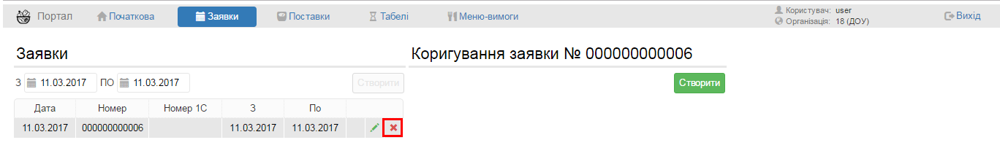 Портал Початкова Заявки Поставки Табелі Меню-вимоги Користувач: user Вихід
Організація: 18 (ДОУ)
Заявки
Коригування заявки № 000000000006
З 11.03.2017 ПО 11.03.2017 Створити
Створити
Дата Номер Номер 1С З По
11.03.2017 000000000006 11.03.2017 11.03.2017